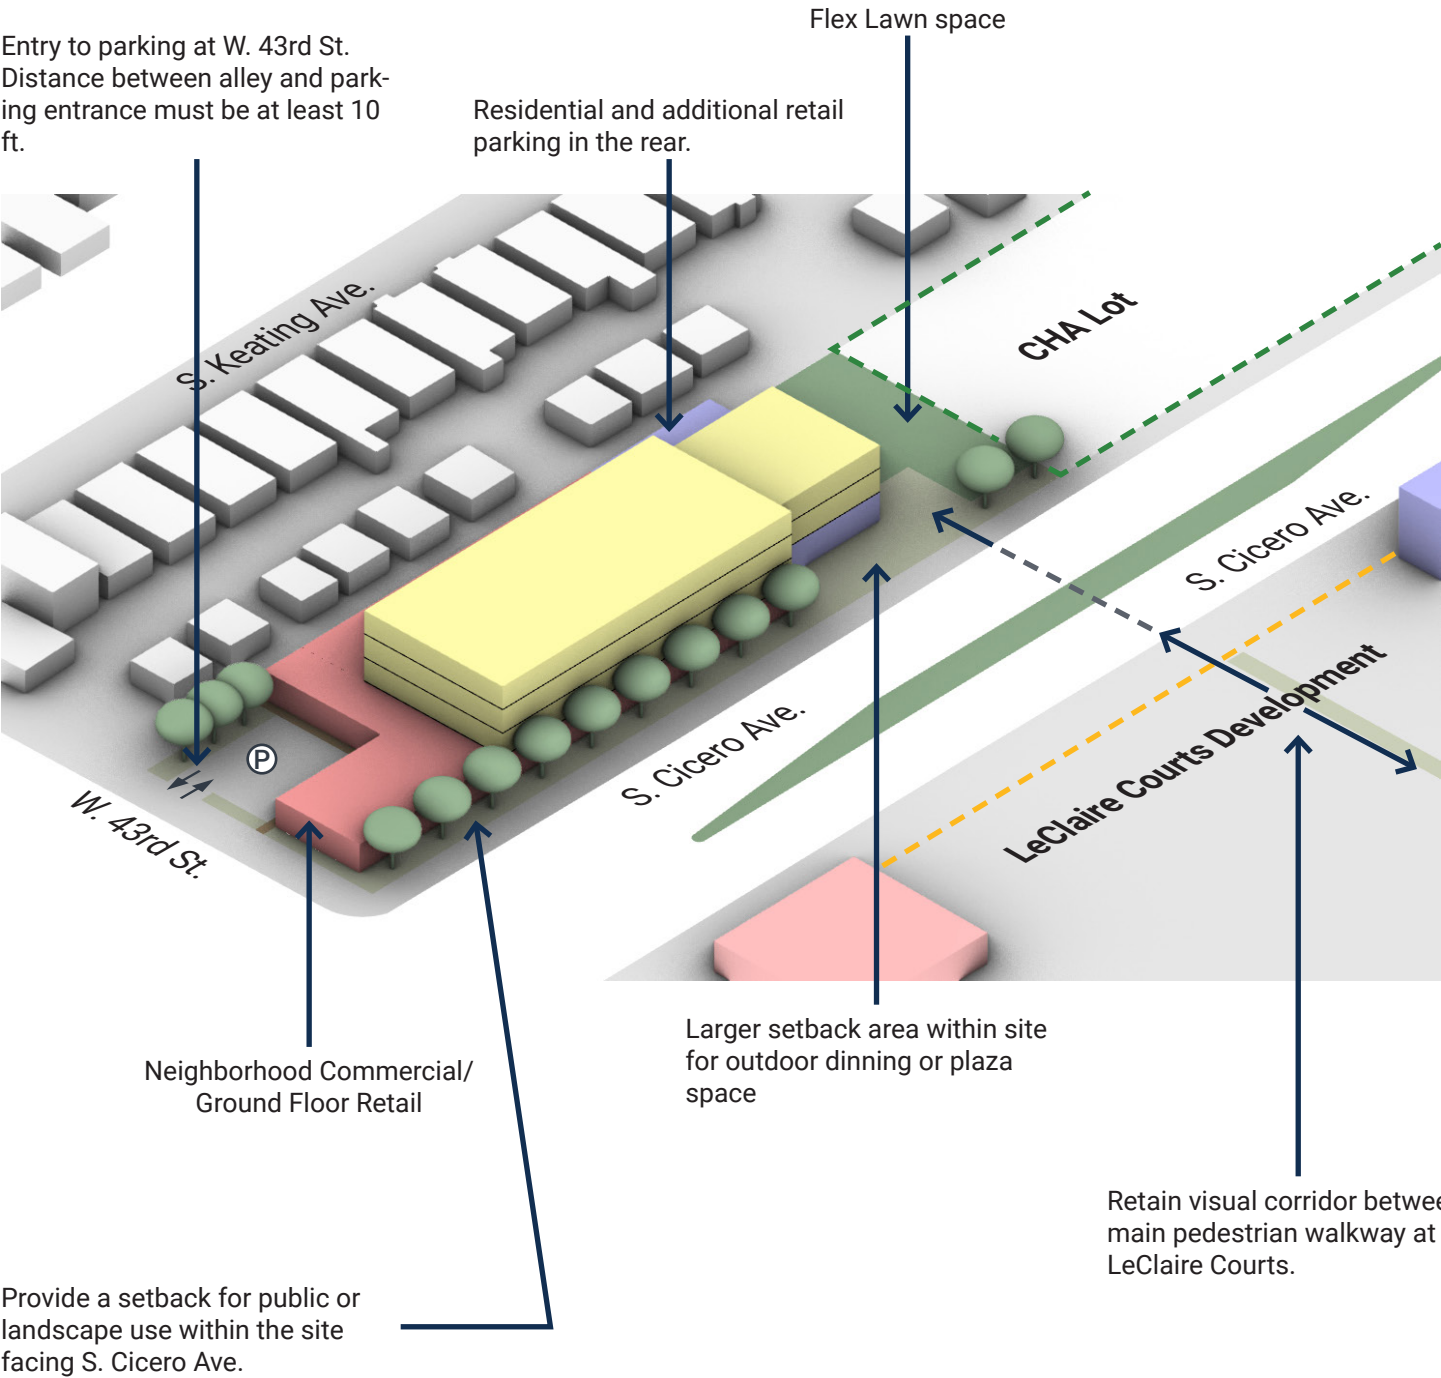 Flex Lawn space
Entry to parking at W. 43rd St.
Distance between alley and park-
ing entrance must be at least 10
ft.
Residential and additional retail
parking in the rear.
S. Keating Ave.
CHA Lot
S. Cicero Ave.
S. Cicero Ave.
LeClaire Courts Development
P
W. 43rd St.
Larger setback area within site
for outdoor dinning or plaza
space
Neighborhood Commercial/
Ground Floor Retail
Retain visual corridor betwee
main pedestrian walkway at
LeClaire Courts.
Provide a setback for public or
landscape use within the site
facing S. Cicero Ave.